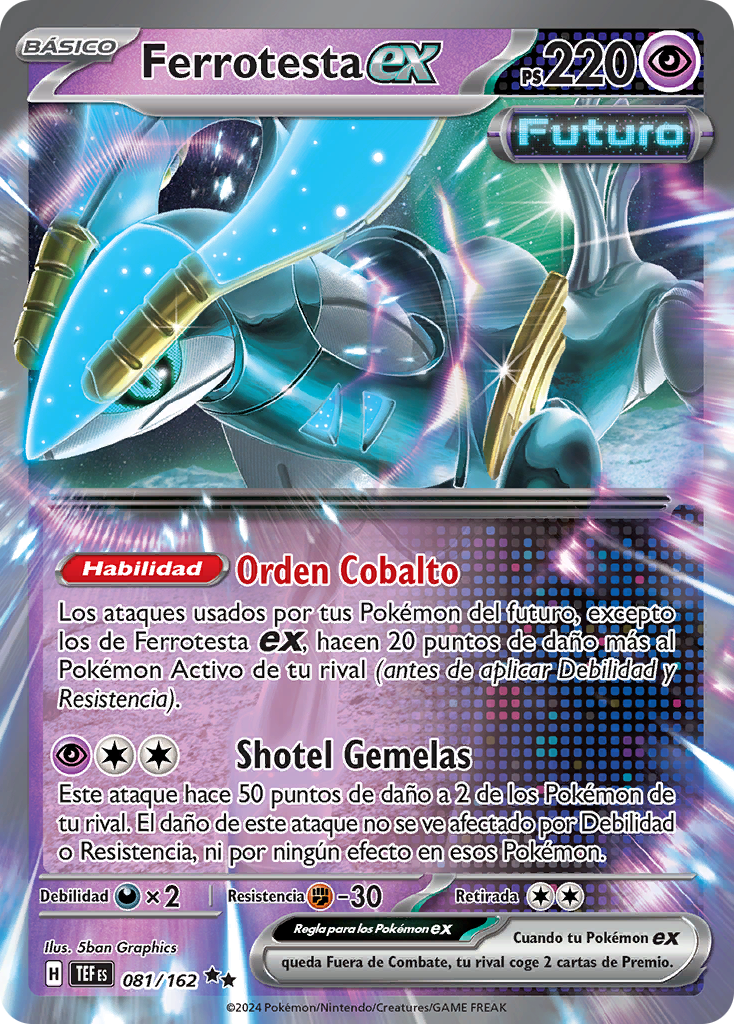 BÁSICO
Ferrotesta ex
PS 220
Futuro
Habilidad Orden Cobalto
Los ataques usados por tus Pokémon del futuro, excepto
los de Ferrotesta ex, hacen 20 puntos de daño más al
Pokémon Activo de tu rival (antes de aplicar Debilidad y
Resistencia).
Shotel Gemelas
Este ataque hace 50 puntos de daño a 2 de los Pokémon de
tu rival. El daño de este ataque no se ve afectado por Debilidad
o Resistencia, ni por ningún efecto en esos Pokémon.
Debilidad ×2 Resistencia -30 Retirada
Regla para los Pokémon ex
Cuando tu Pokémon ex
queda Fuera de Combate, tu rival coge 2 cartas de Premio.
Ilus. 5ban Graphics
H TEF ES 081/162
©2024 Pokémon/Nintendo/Creatures/GAME FREAK